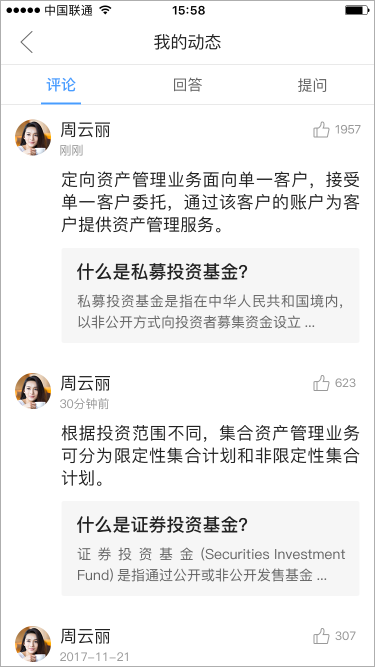 中国联通 15:58
我的动态
评论 回答 提问
周云丽 1957
刚刚
定向资产管理业务面向单一客户，接受
单一客户委托，通过该客户的账户为客
户提供资产管理服务。
什么是私募投资基金?
私募投资基金是指在中华人民共和国境内，
以非公开方式向投资者募集资金设立 ...
周云丽 623
30分钟前
根据投资范围不同，集合资产管理业务
可分为限定性集合计划和非限定性集合
计划。
什么是证券投资基金?
证 券 投 资 基 金 (Securities Investment
Fund) 是指通过公开或非公开发售基金 ...
周云丽 307
2017-11-21